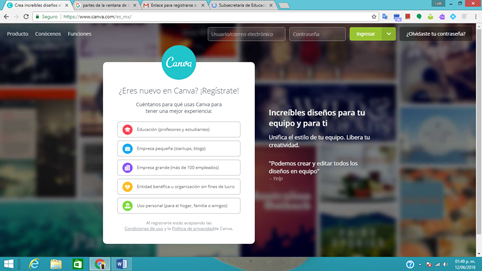 Crea increíbles diseños y
partes de la ventana de
Enlace para registrarse
Subsecretaría de Educa
Seguro
https://www.canva.com/es_mx/
Producto Conócenos Funciones
Usuario/correo electrónico
Contraseña
Ingresar
¿Olvidaste tu contraseña?
Canva
¿Eres nuevo en Canva? ¡Regístrate!
Cuéntanos para qué usas Canva para
tener una mejor experiencia:
Educación (profesores y estudiantes)
Empresa pequeña (startups, blogs)
Empresa grande (más de 100 empleados)
Entidad benéfica u organización sin fines de lucro
Uso personal (para el hogar, familia o amigos)
Al registrarte estás aceptando las
Condiciones de uso y la Política de privacidad de Canva.
Increíbles diseños para tu
equipo y para ti
Unifica el estilo de tu equipo. Libera tu
creatividad.
"Podemos crear y editar todos los
diseños en equipo"
– Yelp
01:49 p. m.
12/06/2018